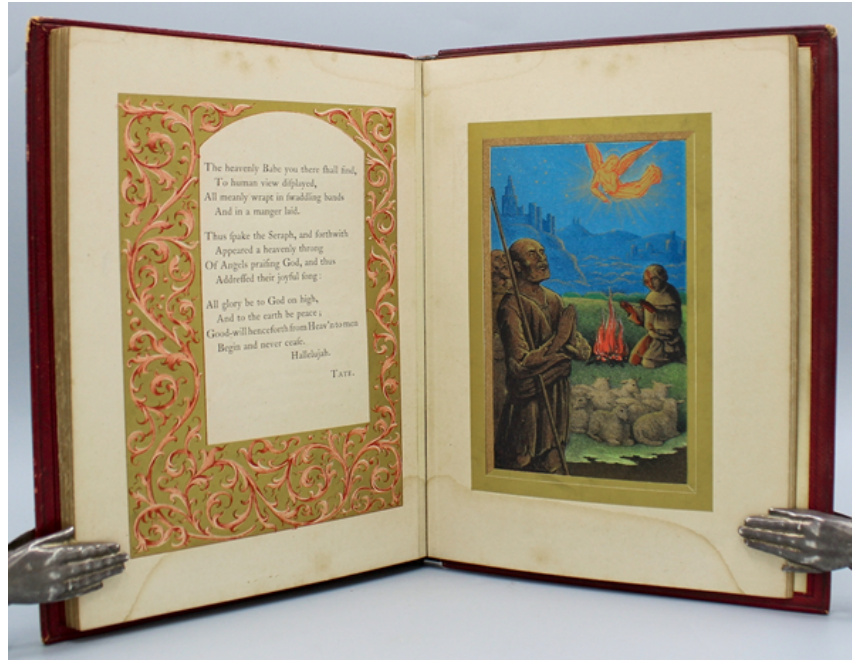 The heavenly Babe you there ſhall find,
To human view diſplayed,
All meanly wrapt in ſwaddling bands
And in a manger laid.
Thus ſpake the Seraph, and forthwith
Appeared a heavenly throng
Of Angels praiſing God, and thus
Addreſſed their joyful ſong:
All glory be to God on high,
And to the earth be peace;
Good-will henceforth from Heav'n to men
Begin and never ceaſe.
Hallelujah.
TATE.